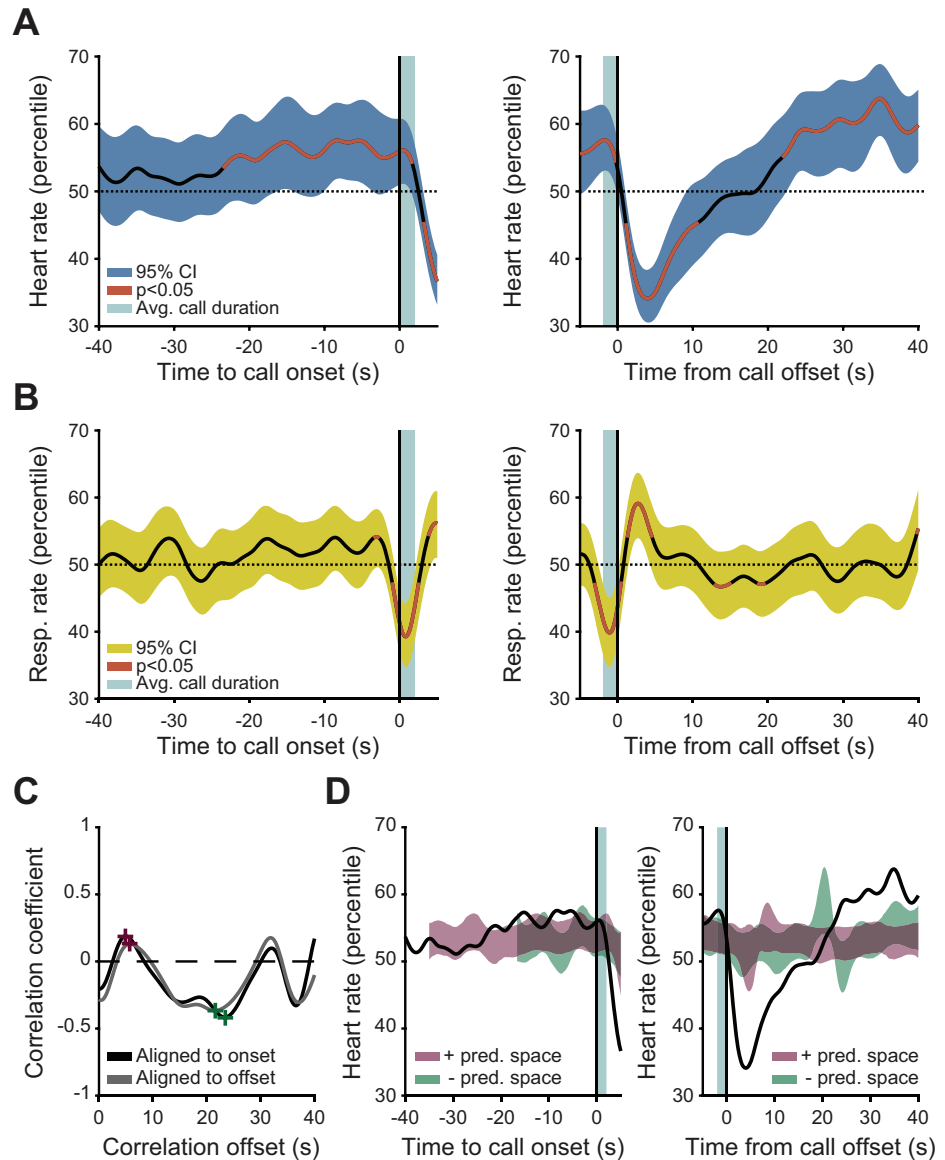 A
70
60
50
40
30
Heart rate (percentile)
95% CI
p<0.05
Avg. call duration
-40 -30 -20 -10 0
Time to call onset (s)
70
60
50
40
30
Heart rate (percentile)
0 10 20 30 40
Time from call offset (s)
B
70
60
50
40
30
Resp. rate (percentile)
95% CI
p<0.05
Avg. call duration
-40 -30 -20 -10 0
Time to call onset (s)
70
60
50
40
30
Resp. rate (percentile)
0 10 20 30 40
Time from call offset (s)
C
1
0.5
0
-0.5
-1
Correlation coefficient
Aligned to onset
Aligned to offset
0 10 20 30 40
Correlation offset (s)
D
70
60
50
40
30
Heart rate (percentile)
+ pred. space
- pred. space
-40 -30 -20 -10 0
Time to call onset (s)
70
60
50
40
30
Heart rate (percentile)
+ pred. space
- pred. space
0 10 20 30 40
Time from call offset (s)